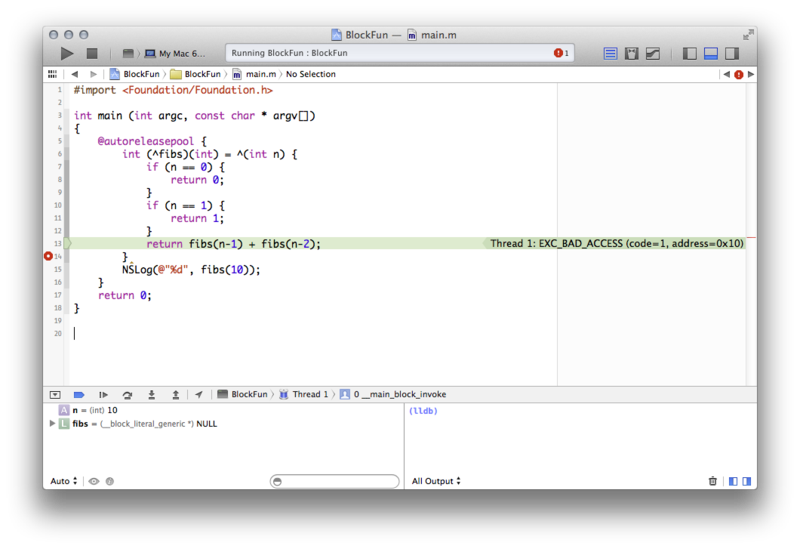 BlockFun — main.m
My Mac 6...
Running BlockFun : BlockFun
1
BlockFun BlockFun main.m No Selection
1 #import <Foundation/Foundation.h>
2
3 int main (int argc, const char * argv[])
4 {
5 @autoreleasepool {
6 int (^fibs)(int) = ^(int n) {
7 if (n == 0) {
8 return 0;
9 }
10 if (n == 1) {
11 return 1;
12 }
13 return fibs(n-1) + fibs(n-2); Thread 1: EXC_BAD_ACCESS (code=1, address=0x10)
14 }
15 NSLog(@"%d", fibs(10));
16 }
17 return 0;
18 }
19
20
BlockFun Thread 1 0 __main_block_invoke
A n = (int) 10
L fibs = (__block_literal_generic *) NULL
(lldb)
Auto
All Output